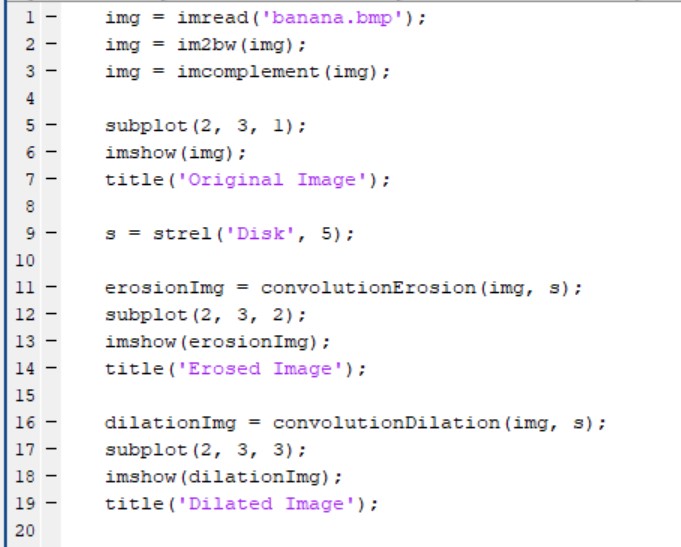 1 - img = imread('banana.bmp');
2 - img = im2bw(img);
3 - img = imcomplement(img);
4
5 - subplot(2, 3, 1);
6 - imshow(img);
7 - title('Original Image');
8
9 - s = strel('Disk', 5);
10
11 - erosionImg = convolutionErosion(img, s);
12 - subplot(2, 3, 2);
13 - imshow(erosionImg);
14 - title('Erosed Image');
15
16 - dilationImg = convolutionDilation(img, s);
17 - subplot(2, 3, 3);
18 - imshow(dilationImg);
19 - title('Dilated Image');
20